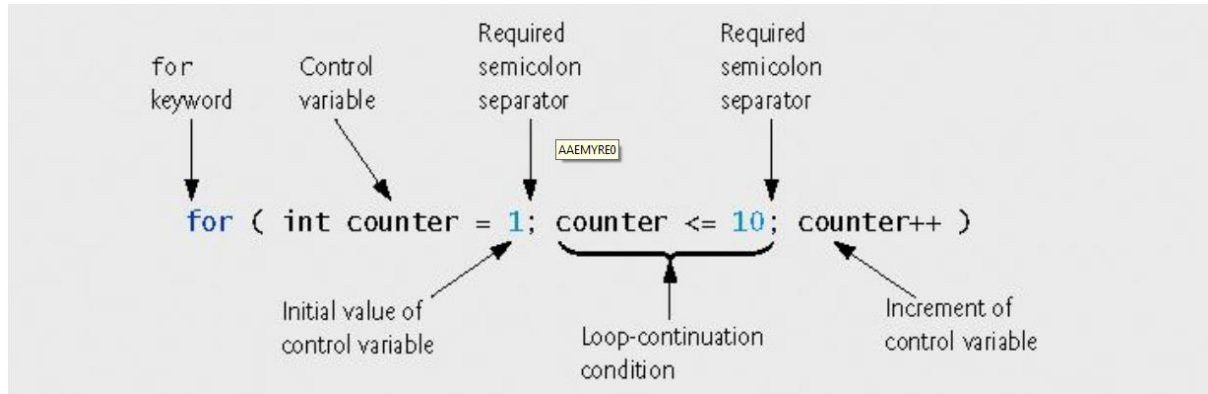 for
keyword
Control
variable
Required
semicolon
separator
Required
semicolon
separator
AAEMYRE0
for ( int counter = 1; counter <= 10; counter++ )
Initial value of
control variable
Loop-continuation
condition
Increment of
control variable